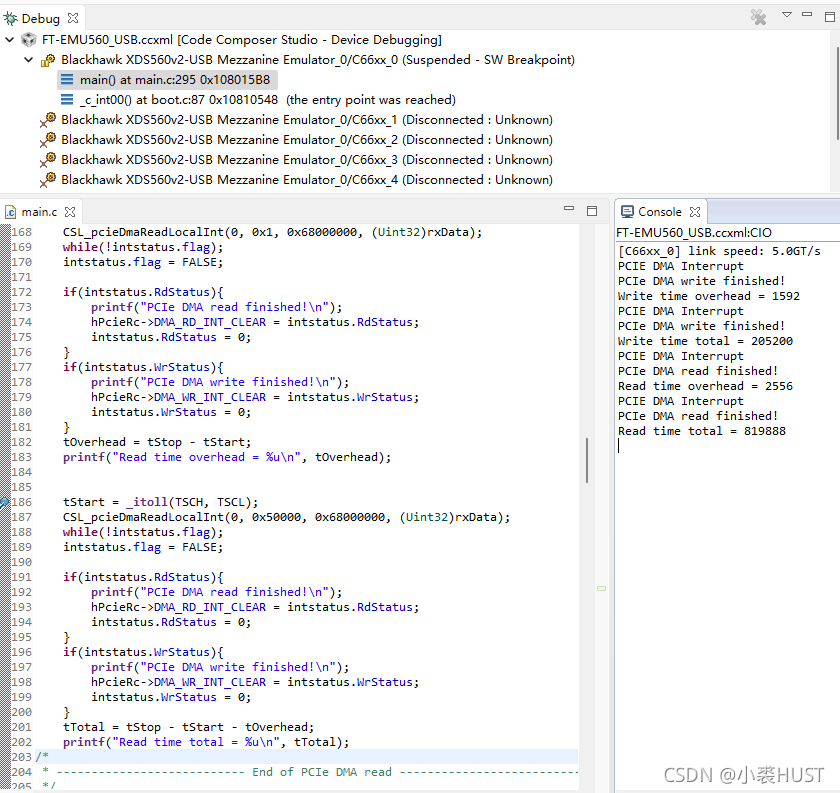 Debug
FT-EMU560_USB.ccxml [Code Composer Studio - Device Debugging]
Blackhawk XDS560v2-USB Mezzanine Emulator_0/C66xx_0 (Suspended - SW Breakpoint)
main() at main.c:295 0x108015B8
_c_int00() at boot.c:87 0x10810548  (the entry point was reached)
Blackhawk XDS560v2-USB Mezzanine Emulator_0/C66xx_1 (Disconnected : Unknown)
Blackhawk XDS560v2-USB Mezzanine Emulator_0/C66xx_2 (Disconnected : Unknown)
Blackhawk XDS560v2-USB Mezzanine Emulator_0/C66xx_3 (Disconnected : Unknown)
Blackhawk XDS560v2-USB Mezzanine Emulator_0/C66xx_4 (Disconnected : Unknown)
main.c
168 CSL_pcieDmaReadLocalInt(0, 0x1, 0x68000000, (Uint32)rxData);
169 while(!intstatus.flag);
170 intstatus.flag = FALSE;
171
172 if(intstatus.RdStatus){
173 printf("PCIe DMA read finished!\n");
174 hPcieRc->DMA_RD_INT_CLEAR = intstatus.RdStatus;
175 intstatus.RdStatus = 0;
176 }
177 if(intstatus.WrStatus){
178 printf("PCIe DMA write finished!\n");
179 hPcieRc->DMA_WR_INT_CLEAR = intstatus.WrStatus;
180 intstatus.WrStatus = 0;
181 }
182 tOverhead = tStop - tStart;
183 printf("Read time overhead = %u\n", tOverhead);
184
185
186 tStart = _itoll(TSCH, TSCL);
187 CSL_pcieDmaReadLocalInt(0, 0x50000, 0x68000000, (Uint32)rxData);
188 while(!intstatus.flag);
189 intstatus.flag = FALSE;
190
191 if(intstatus.RdStatus){
192 printf("PCIe DMA read finished!\n");
193 hPcieRc->DMA_RD_INT_CLEAR = intstatus.RdStatus;
194 intstatus.RdStatus = 0;
195 }
196 if(intstatus.WrStatus){
197 printf("PCIe DMA write finished!\n");
198 hPcieRc->DMA_WR_INT_CLEAR = intstatus.WrStatus;
199 intstatus.WrStatus = 0;
200 }
201 tTotal = tStop - tStart - tOverhead;
202 printf("Read time total = %u\n", tTotal);
203 /*
204 * --------------------------- End of PCIe DMA read --------------------------
205 */
Console
FT-EMU560_USB.ccxml:CIO
[C66xx_0] link speed: 5.0GT/s
PCIE DMA Interrupt
PCIe DMA write finished!
Write time overhead = 1592
PCIE DMA Interrupt
PCIe DMA write finished!
Write time total = 205200
PCIE DMA Interrupt
PCIe DMA read finished!
Read time overhead = 2556
PCIE DMA Interrupt
PCIe DMA read finished!
Read time total = 819888
CSDN @小裘HUST